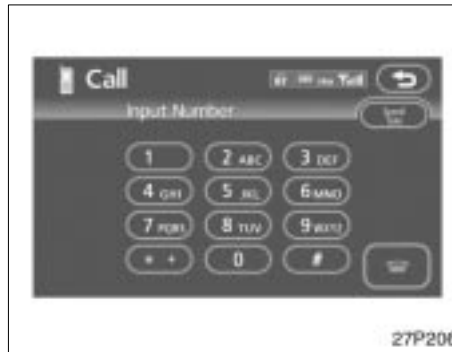 Call
Input Number
1 2 ABC 3 DEF
4 GHI 5 JKL 6 MNO
7 PQRS 8 TUV 9 WXYZ
* + 0 #
27P206